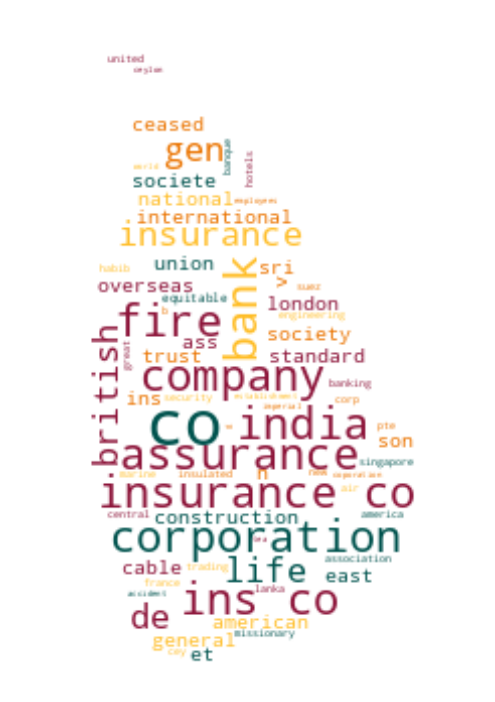 united
ceylon
ceased
gen
banque
hotels
world
societe
national employees
international
insurance
union
sri
habib
>
suez
overseas
bank
equitable
b
london
fire
engineering
british
great
ass
society
trust
standard
company
banking
ins
security
establishment
imperial
corp
co
india
pte
son
assurance
singapore
marine
insulated
n
new
corporation
insurance co
air
central
construction
america
corporation
tea
association
cable
trading
life
east
france
accident
lanka
ins co
de
american
missionary
general
cey
et